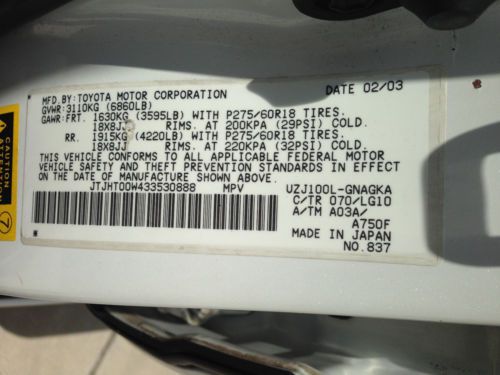 MFD.BY:TOYOTA MOTOR CORPORATION DATE 02/03
GVWR:3110KG (6860LB)
GAWR:FRT. 1630KG (3595LB) WITH P275/60R18 TIRES,
18X8JJ RIMS, AT 200KPA (29PSI) COLD.
RR. 1915KG (4220LB) WITH P275/60R18 TIRES,
18X8JJ RIMS, AT 220KPA (32PSI) COLD.
THIS VEHICLE CONFORMS TO ALL APPLICABLE FEDERAL MOTOR
VEHICLE SAFETY AND THEFT PREVENTION STANDARDS IN EFFECT
ON THE DATE OF MANUFACTURE SHOWN ABOVE.
JTJHT00W433530888 MPV UZJ100L-GNAGKA
C/TR 070/LG10
A/TM A03A/
A750F
MADE IN JAPAN
NO.837
CAUTION